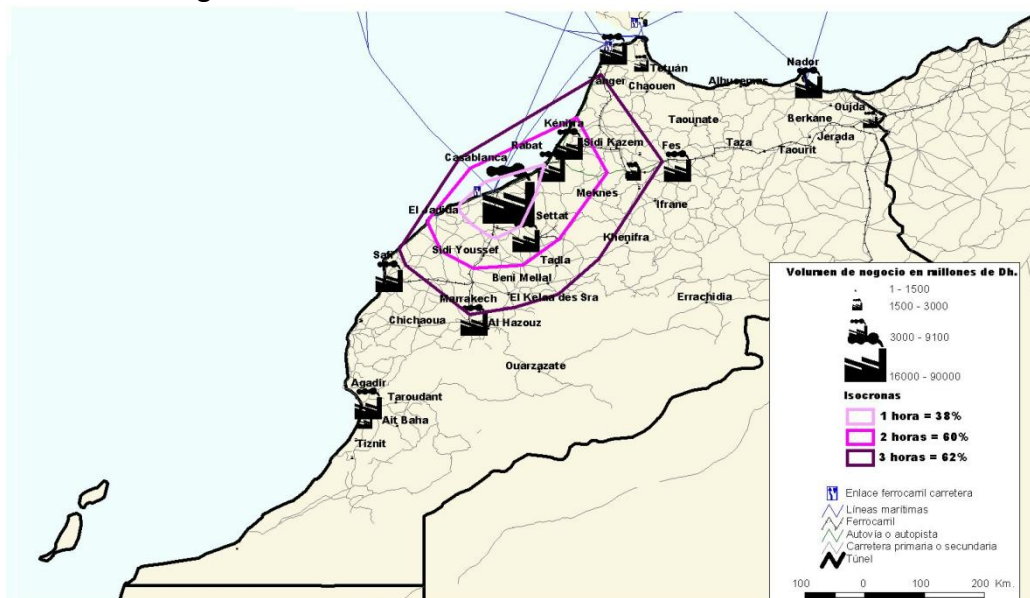 Tánger
Tetuán
Chaouen
Alhucemas
Nador
Oujda
Berkane
Jerada
Taourit
Taounate
Taza
Kénitra
Sidi Kazem
Fes
Rabat
Casablanca
Meknes
Ifrane
El Jadida
Settat
Khenifra
Sidi Youssef
Tadla
Safi
Beni Mellal
El Kelaa des Sra
Errachidia
Marrakech
Al Hazouz
Chichaoua
Ouarzazate
Agadir
Taroudant
Ait Baha
Tiznit
Volumen de nogocio en millones de Dh.
1 - 1500
1500 - 3000
3000 - 9100
16000 - 90000
Isocronas
1 hora = 38%
2 horas = 60%
3 horas = 62%
Enlace ferrocarril carretera
Líneas marítimas
Ferrocarril
Autovía o autopista
Carretera primaria o secundaria
Túnel
100 0 100 200 Km.